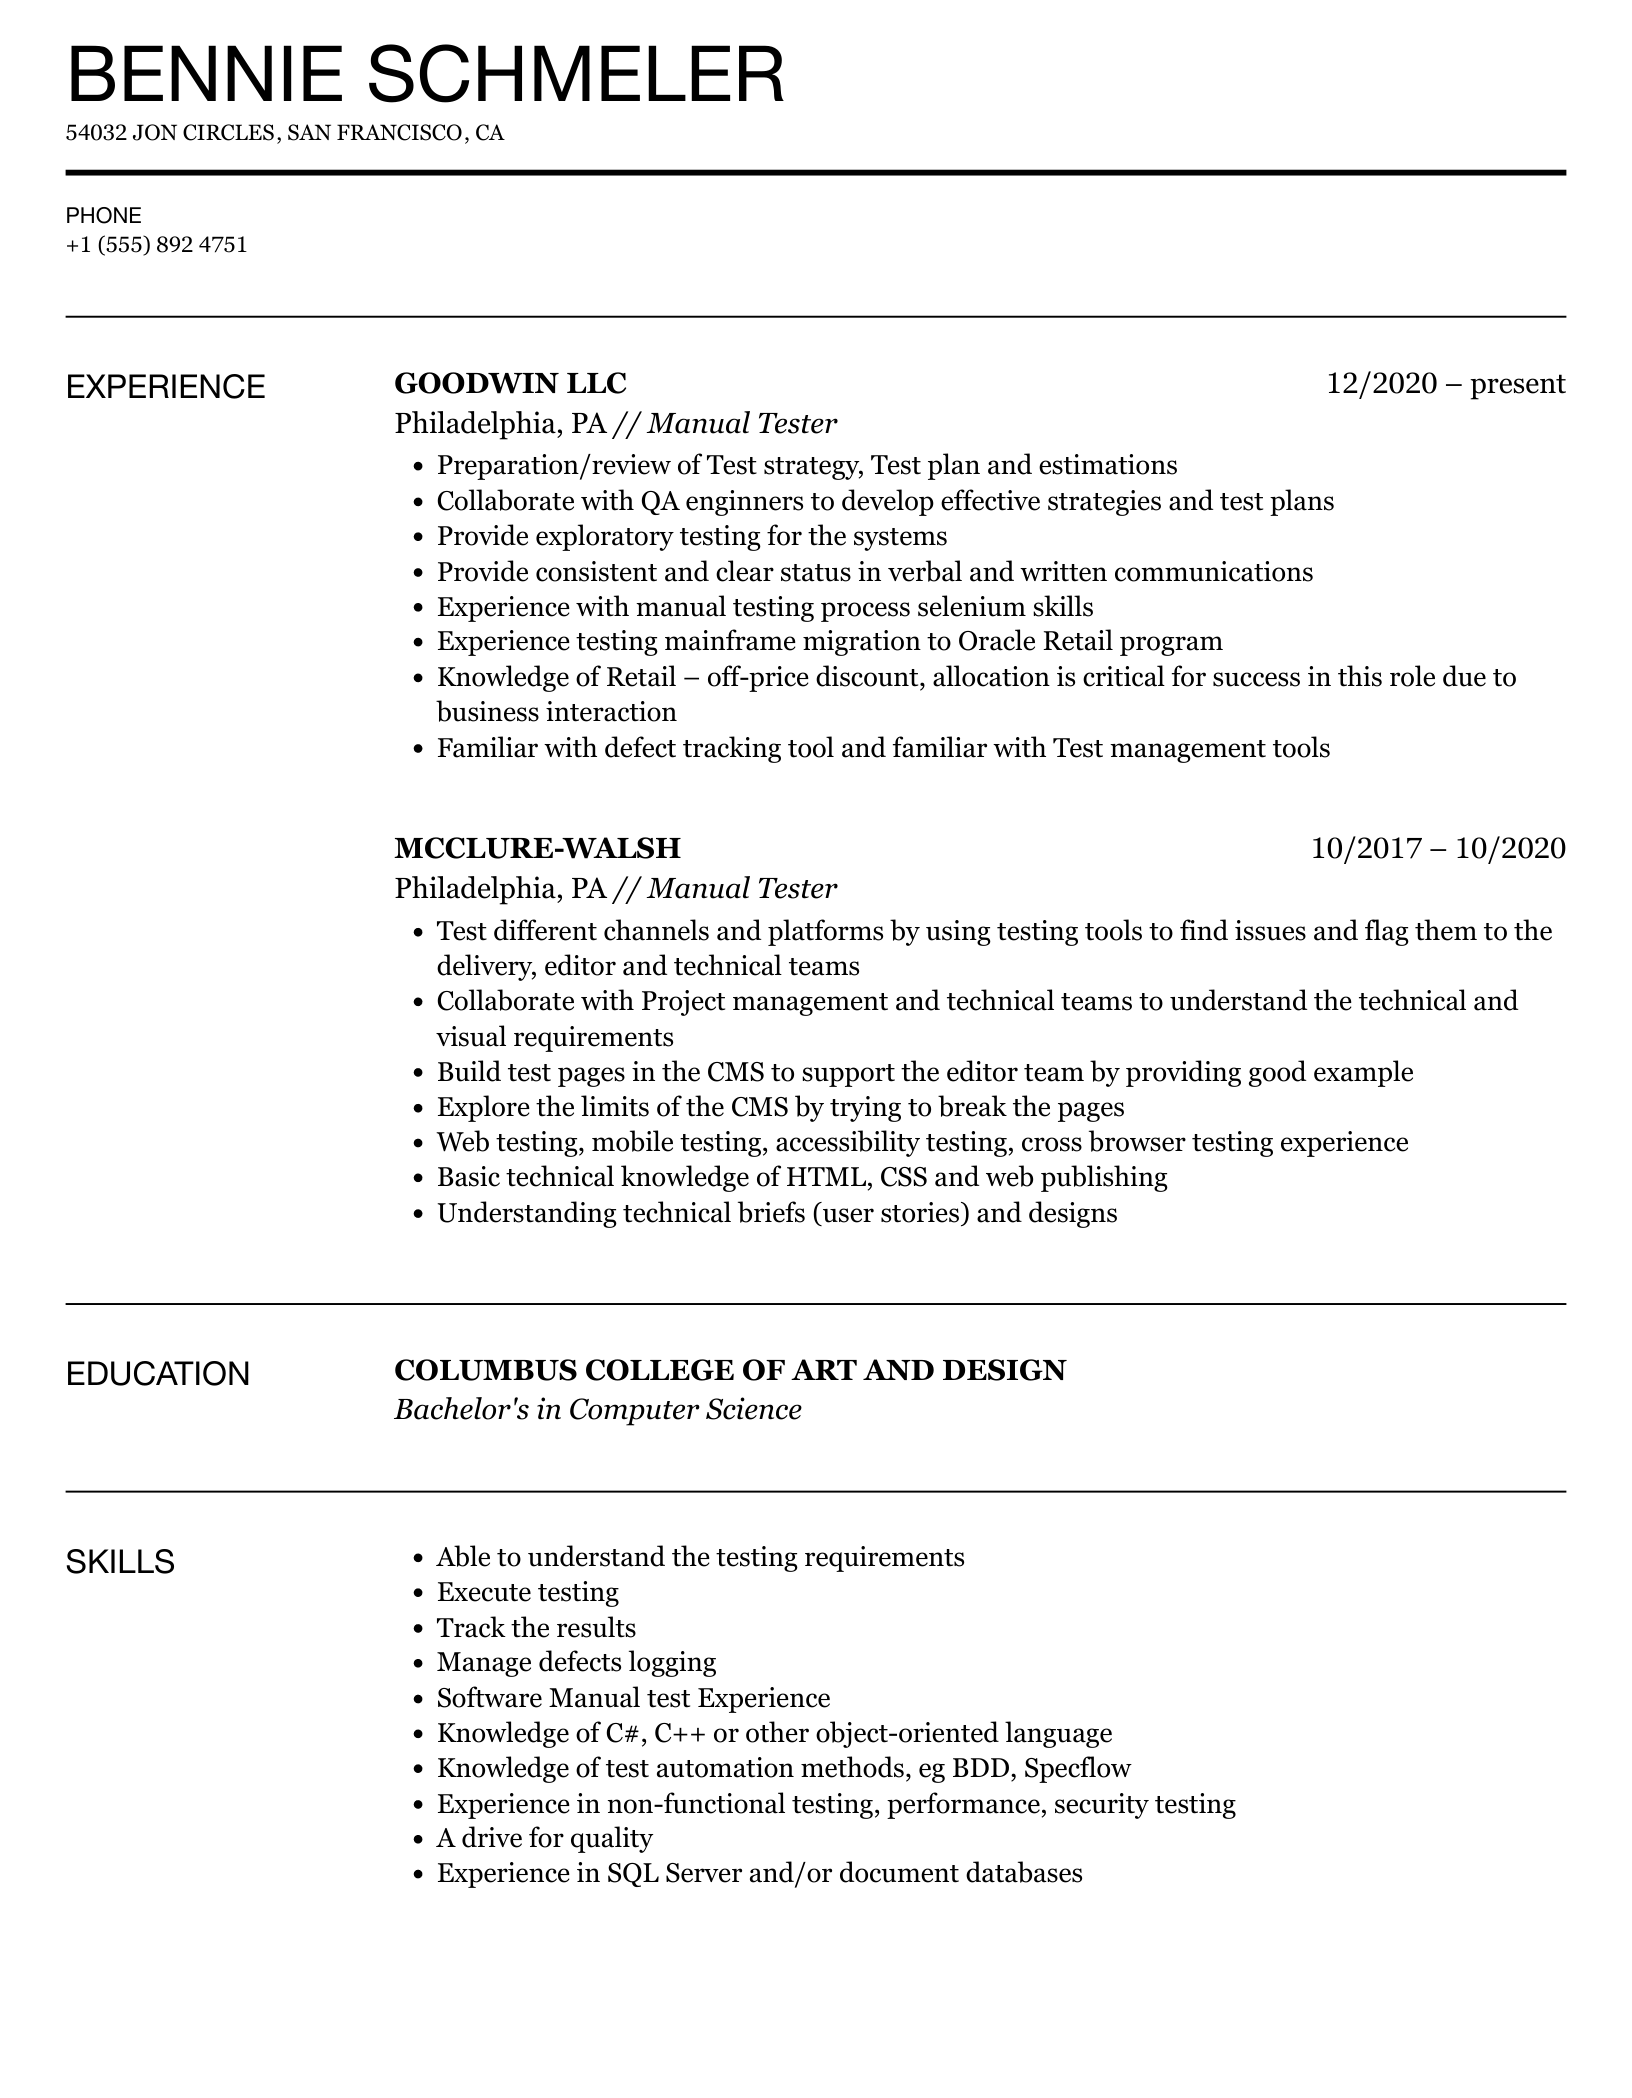 BENNIE SCHMELER
54032 JON CIRCLES, SAN FRANCISCO, CA
PHONE
+1 (555) 892 4751
EXPERIENCE
GOODWIN LLC
12/2020 – present
Philadelphia, PA // Manual Tester
• Preparation/review of Test strategy, Test plan and estimations
• Collaborate with QA enginners to develop effective strategies and test plans
• Provide exploratory testing for the systems
• Provide consistent and clear status in verbal and written communications
• Experience with manual testing process selenium skills
• Experience testing mainframe migration to Oracle Retail program
• Knowledge of Retail – off-price discount, allocation is critical for success in this role due to
business interaction
• Familiar with defect tracking tool and familiar with Test management tools
MCCLURE-WALSH
10/2017 – 10/2020
Philadelphia, PA // Manual Tester
• Test different channels and platforms by using testing tools to find issues and flag them to the
delivery, editor and technical teams
• Collaborate with Project management and technical teams to understand the technical and
visual requirements
• Build test pages in the CMS to support the editor team by providing good example
• Explore the limits of the CMS by trying to break the pages
• Web testing, mobile testing, accessibility testing, cross browser testing experience
• Basic technical knowledge of HTML, CSS and web publishing
• Understanding technical briefs (user stories) and designs
EDUCATION
COLUMBUS COLLEGE OF ART AND DESIGN
Bachelor's in Computer Science
SKILLS
• Able to understand the testing requirements
• Execute testing
• Track the results
• Manage defects logging
• Software Manual test Experience
• Knowledge of C#, C++ or other object-oriented language
• Knowledge of test automation methods, eg BDD, Specflow
• Experience in non-functional testing, performance, security testing
• A drive for quality
• Experience in SQL Server and/or document databases